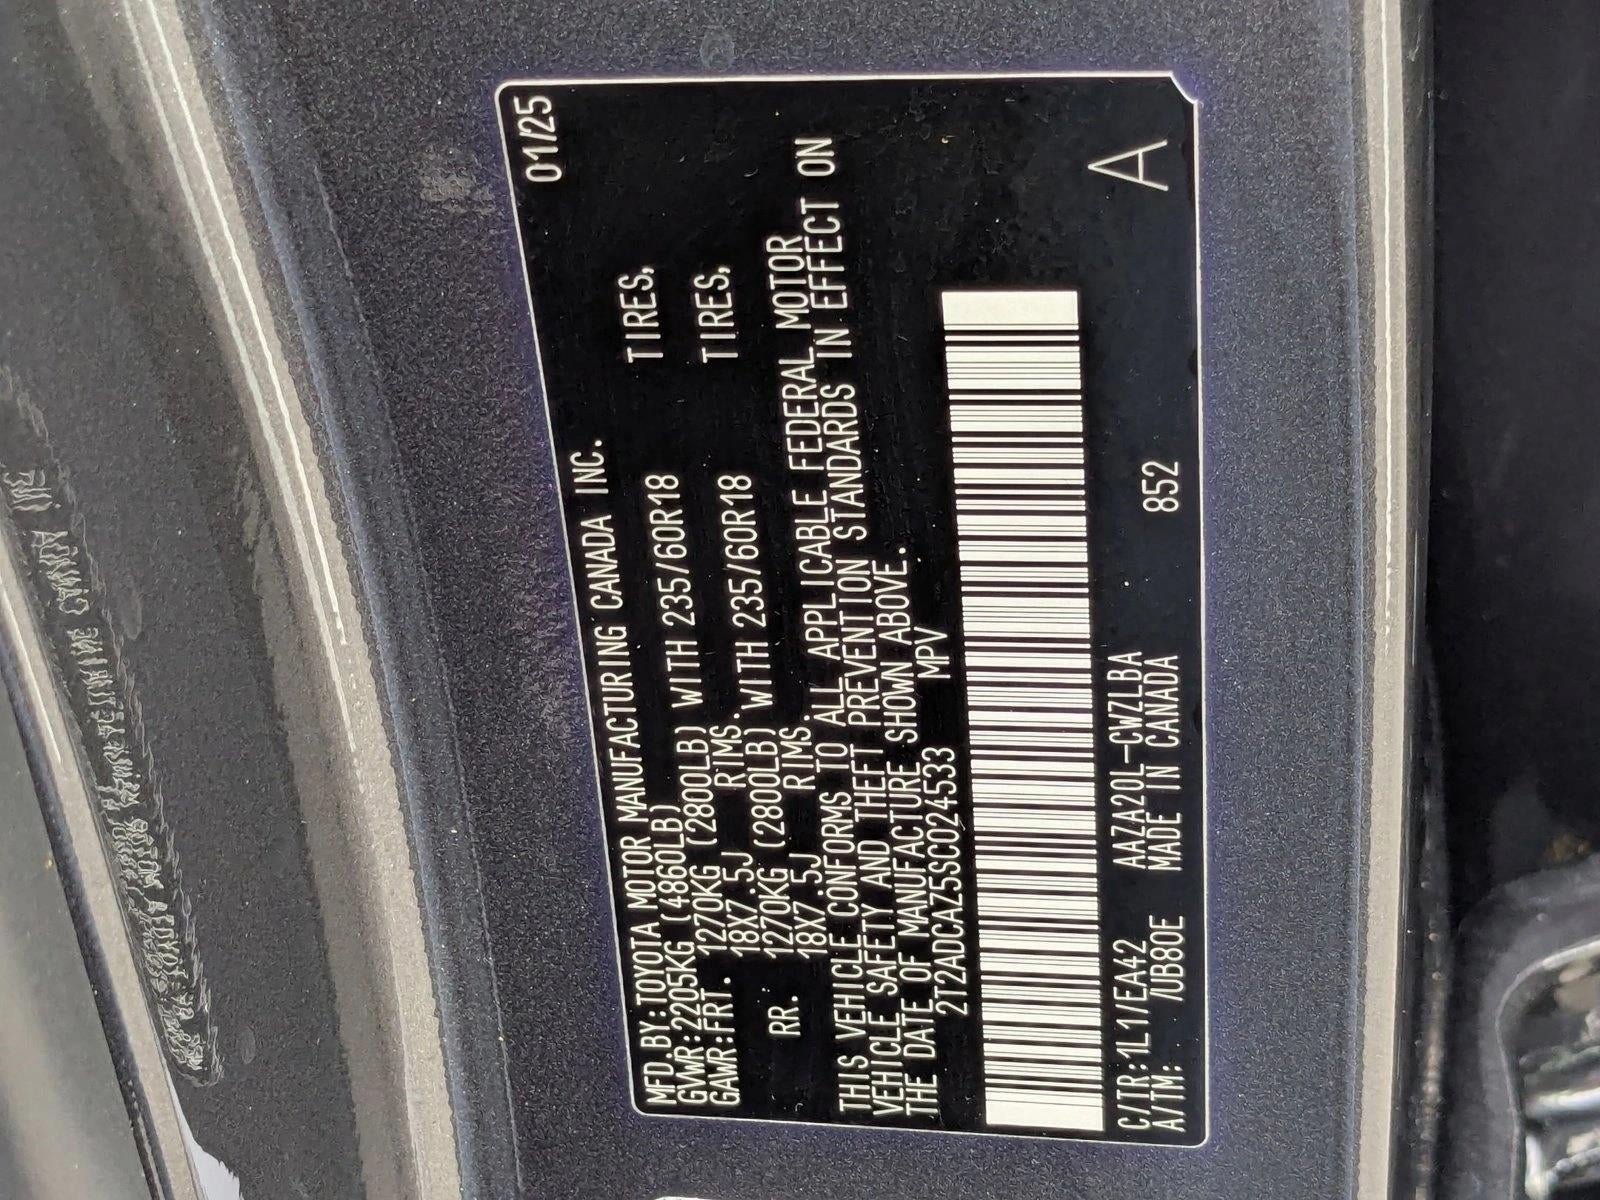 01/25
MFD.BY:TOYOTA MOTOR MANUFACTURING CANADA INC.
GVWR:2205KG (4860LB)
GAWR:FRT. 1270KG (2800LB) WITH 235/60R18 TIRES,
18X7.5J RIMS.
RR. 1270KG (2800LB) WITH 235/60R18 TIRES,
18X7.5J RIMS.
THIS VEHICLE CONFORMS TO ALL APPLICABLE FEDERAL MOTOR
VEHICLE SAFETY AND THEFT PREVENTION STANDARDS IN EFFECT ON
THE DATE OF MANUFACTURE SHOWN ABOVE.
2T2ADCAZ5SC024533 MPV
C/TR:1L1/EA42 AAZA20L-CWZLBA
A/TM: /UB80E MADE IN CANADA 852 A